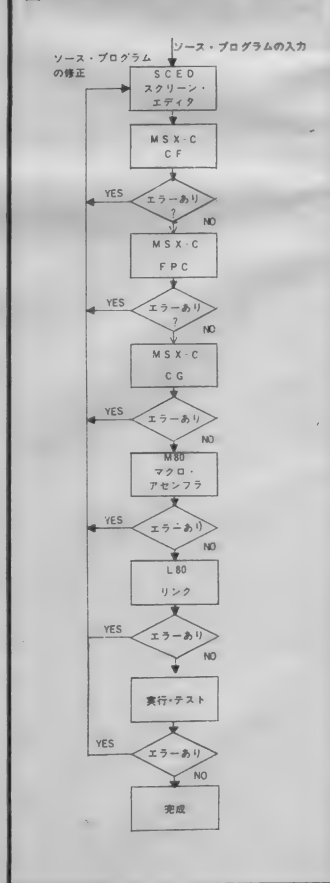 ソース・プログラムの入力
ソース・プログラム
の修正
SCED
スクリーン・
エディタ
MSX-C
CF
エラーあり
?
YES
NO
MSX-C
FPC
エラーあり
?
YES
NO
MSX-C
CG
エラーあり
YES
NO
M80
マクロ・
アセンブラ
エラーあり
YES
NO
L80
リンク
エラーあり
YES
NO
実行・テスト
エラーあり
YES
NO
完成